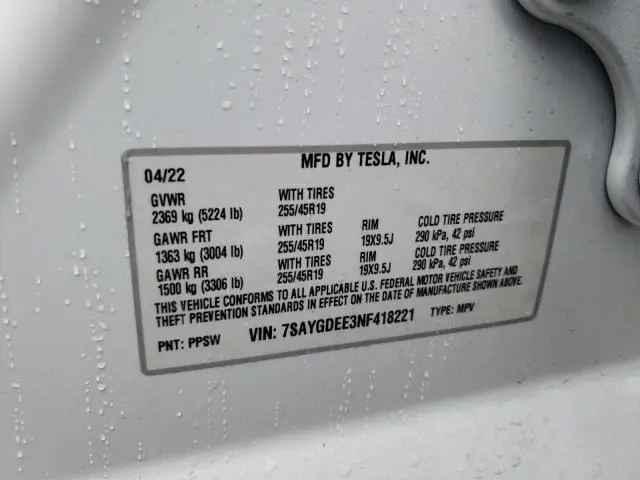 04/22 MFD BY TESLA, INC.
GVWR WITH TIRES
2369 kg (5224 lb) 255/45R19
GAWR FRT WITH TIRES RIM COLD TIRE PRESSURE
1363 kg (3004 lb) 255/45R19 19X9.5J 290 kPa, 42 psi
GAWR RR WITH TIRES RIM COLD TIRE PRESSURE
1500 kg (3306 lb) 255/45R19 19X9.5J 290 kPa, 42 psi
THIS VEHICLE CONFORMS TO ALL APPLICABLE U.S. FEDERAL MOTOR VEHICLE SAFETY AND
THEFT PREVENTION STANDARDS IN EFFECT ON THE DATE OF MANUFACTURE SHOWN ABOVE.
PNT: PPSW VIN: 7SAYGDEE3NF418221 TYPE: MPV